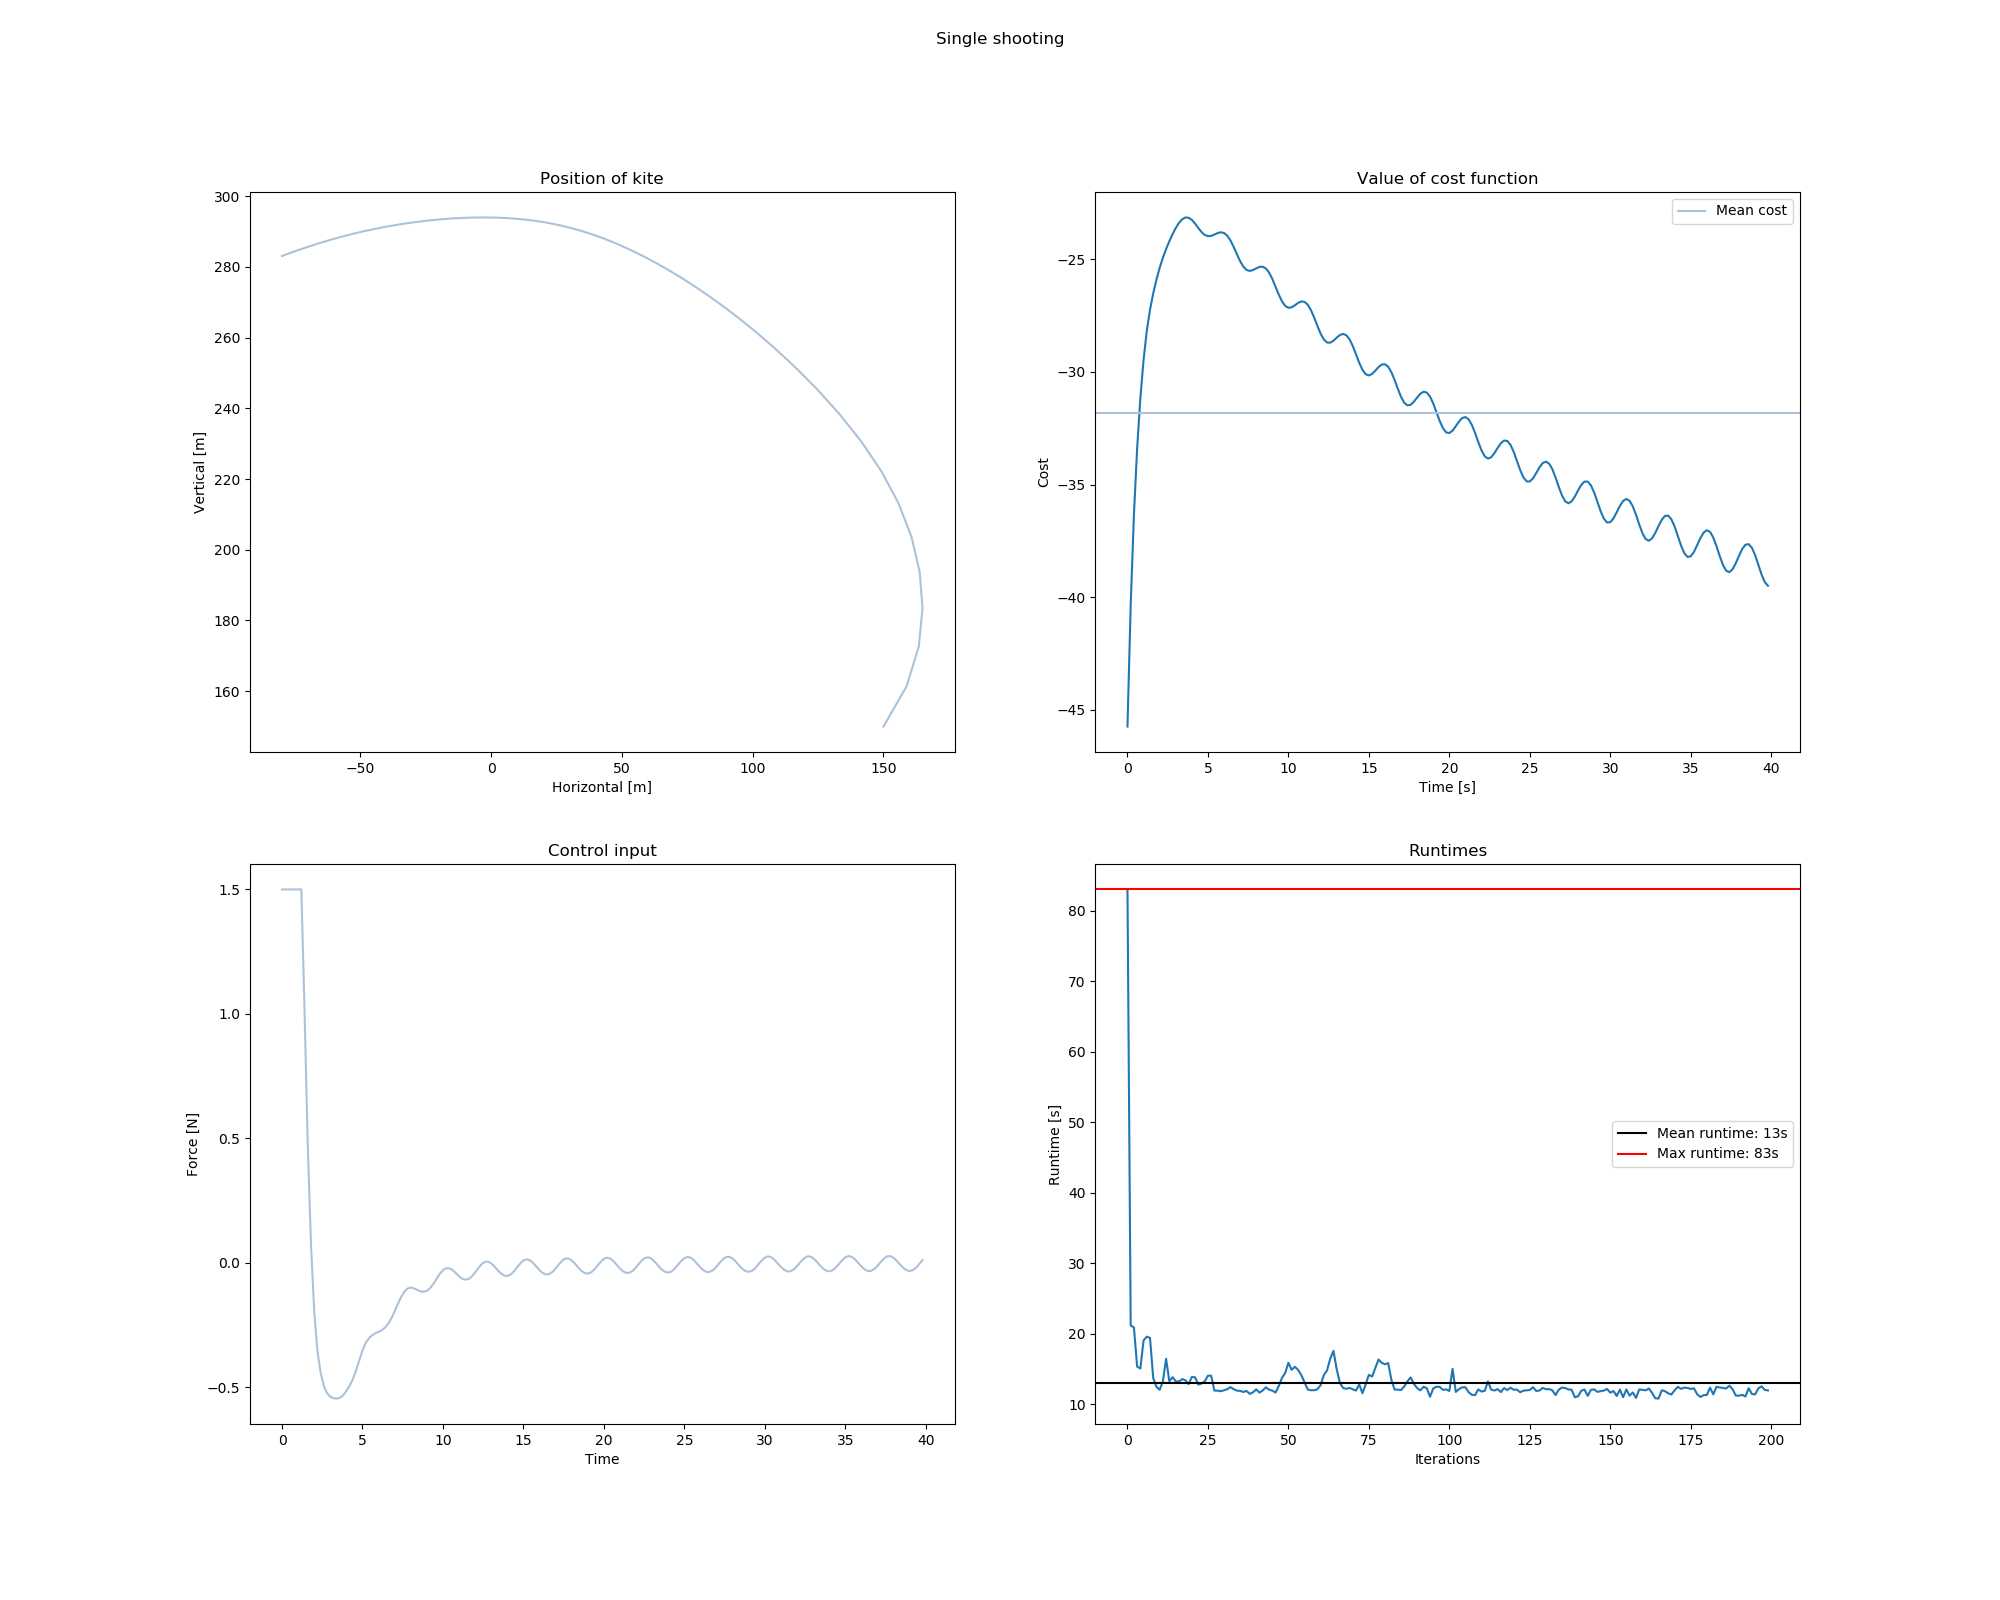 Single shooting
Position of kite
300
280
260
240
220
200
180
160
Vertical [m]
−50 0 50 100 150
Horizontal [m]
Value of cost function
Mean cost
−25
−30
−35
−40
−45
Cost
0 5 10 15 20 25 30 35 40
Time [s]
Control input
1.5
1.0
0.5
0.0
−0.5
Force [N]
0 5 10 15 20 25 30 35 40
Time
Runtimes
80
70
60
50
40
30
20
10
Runtime [s]
Mean runtime: 13s
Max runtime: 83s
0 25 50 75 100 125 150 175 200
Iterations